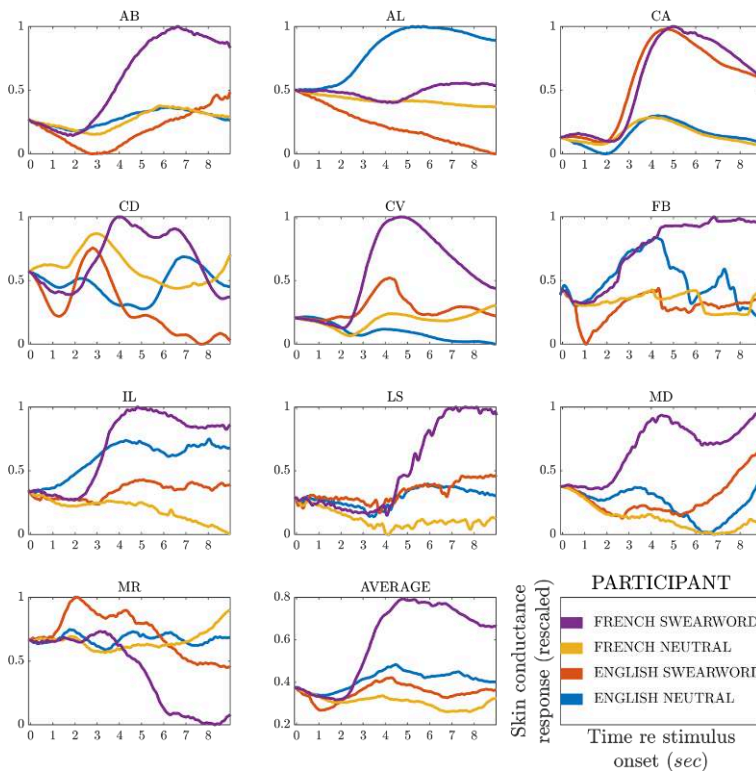 AB
AL
CA
1
0.5
0
0 1 2 3 4 5 6 7 8
1
0.5
0
0 1 2 3 4 5 6 7 8
1
0.5
0
0 1 2 3 4 5 6 7 8
CD
CV
FB
1
0.5
0
0 1 2 3 4 5 6 7 8
1
0.5
0
0 1 2 3 4 5 6 7 8
1
0.5
0
0 1 2 3 4 5 6 7 8
IL
LS
MD
1
0.5
0
0 1 2 3 4 5 6 7 8
1
0.5
0
0 1 2 3 4 5 6 7 8
1
0.5
0
0 1 2 3 4 5 6 7 8
MR
AVERAGE
1
0.5
0
0 1 2 3 4 5 6 7 8
0.8
0.6
0.4
0.2
0 1 2 3 4 5 6 7 8
PARTICIPANT
Skin conductance
response (rescaled)
FRENCH SWEARWORD
FRENCH NEUTRAL
ENGLISH SWEARWORD
ENGLISH NEUTRAL
Time re stimulus
onset (sec)